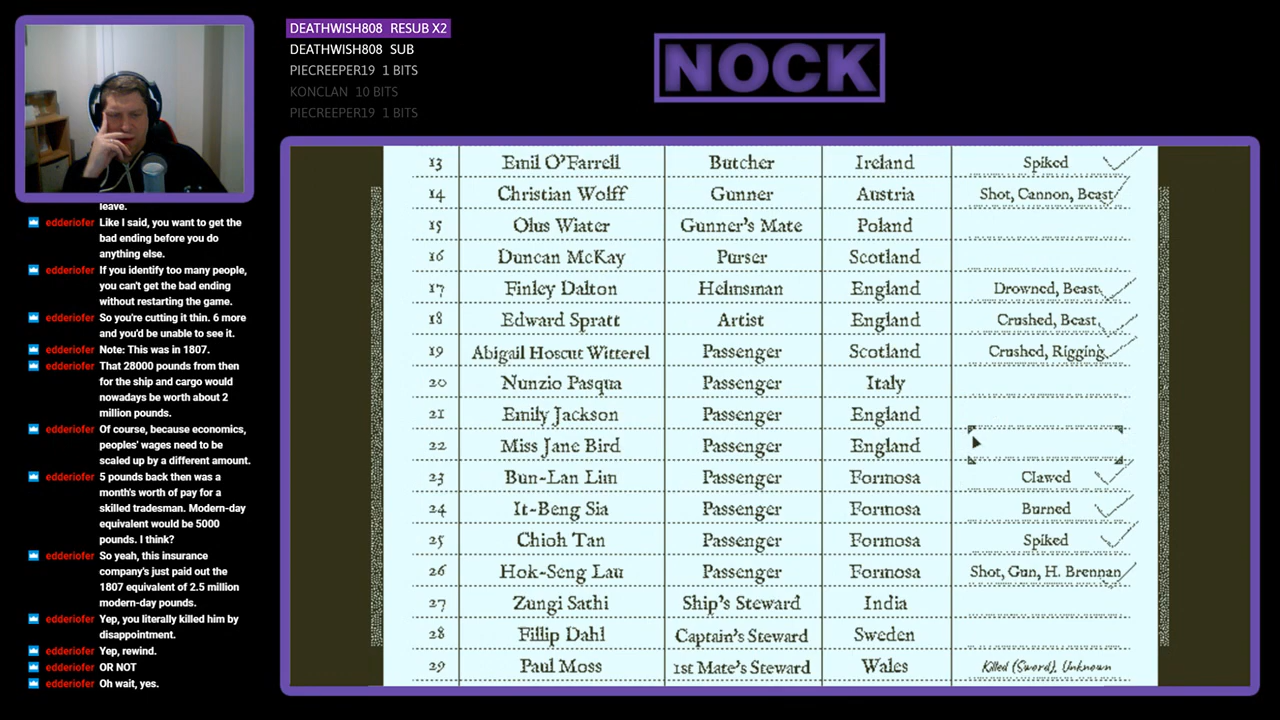 DEATHWISH808 RESUB X2
DEATHWISH808 SUB
PIECREEPER19 1 BITS
KONCLAN 10 BITS
PIECREEPER19 1 BITS
NOCK
leave.
edderiofer Like I said, you want to get the
bad ending before you do
anything else.
edderiofer If you identify too many people,
you can't get the bad ending
without restarting the game.
edderiofer So you're cutting it thin. 6 more
and you'd be unable to see it.
edderiofer Note: This was in 1807.
edderiofer That 28000 pounds from then
for the ship and cargo would
nowadays be worth about 2
million pounds.
edderiofer Of course, because economics,
peoples' wages need to be
scaled up by a different amount.
edderiofer 5 pounds back then was a
month's worth of pay for a
skilled tradesman. Modern-day
equivalent would be 5000
pounds. I think?
edderiofer So yeah, this insurance
company's just paid out the
1807 equivalent of 2.5 million
modern-day pounds.
edderiofer Yep, you literally killed him by
disappointment.
edderiofer Yep, rewind.
edderiofer OR NOT
edderiofer Oh wait, yes.
13 Emil O'Farrell Butcher Ireland Spiked
14 Christian Wolff Gunner Austria Shot, Cannon, Beast
15 Olus Wiater Gunner's Mate Poland
16 Duncan McKay Purser Scotland
17 Finley Dalton Helmsman England Drowned, Beast
18 Edward Spratt Artist England Crushed, Beast
19 Abigail Hoscut Witterel Passenger Scotland Crushed, Rigging
20 Nunzio Pasqua Passenger Italy
21 Emily Jackson Passenger England
22 Miss Jane Bird Passenger England
23 Bun-Lan Lim Passenger Formosa Clawed
24 It-Beng Sia Passenger Formosa Burned
25 Chioh Tan Passenger Formosa Spiked
26 Hok-Seng Lau Passenger Formosa Shot, Gun, H. Brennan
27 Zungi Sathi Ship's Steward India
28 Fillip Dahl Captain's Steward Sweden
29 Paul Moss 1st Mate's Steward Wales Killed (Sword), Unknown